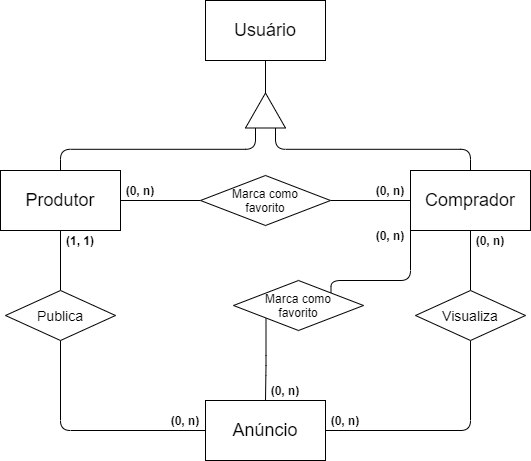 Usuário
Produtor
(0, n)
Marca como
favorito
(0, n)
Comprador
(1, 1)
(0, n)
(0, n)
Marca como
favorito
Publica
Visualiza
(0, n)
(0, n)
Anúncio
(0, n)